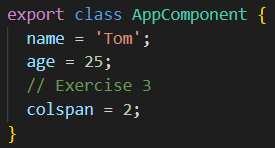 export class AppComponent {
  name = 'Tom';
  age = 25;
  // Exercise 3
  colspan = 2;
}